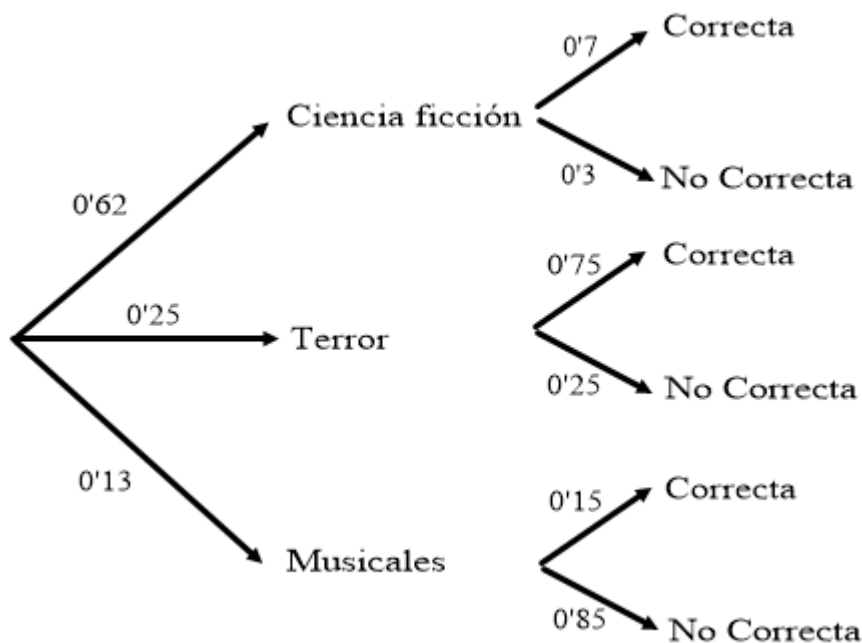 Correcta
0'7
Ciencia ficción
0'3
No Correcta
0'62
Correcta
0'75
0'25
Terror
0'25
No Correcta
0'13
Correcta
0'15
Musicales
0'85
No Correcta